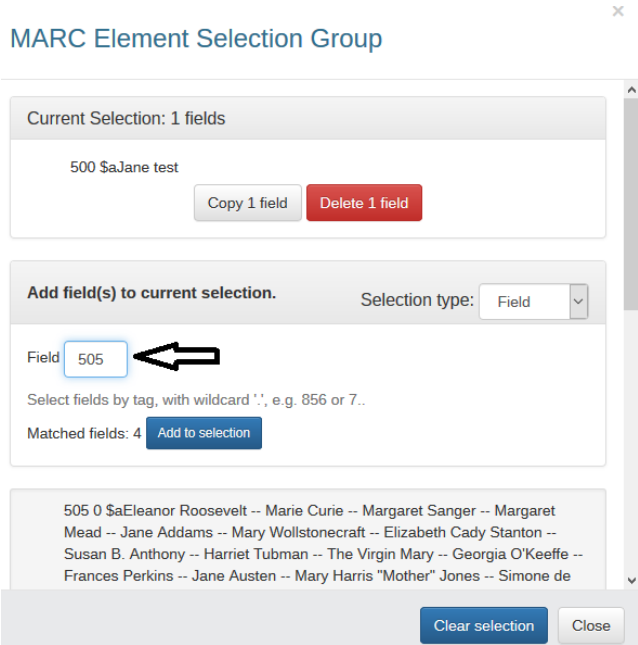 ×
MARC Element Selection Group
Current Selection: 1 fields
500 $aJane test
Copy 1 field Delete 1 field
Add field(s) to current selection. Selection type: Field
Field 505
Select fields by tag, with wildcard '.', e.g. 856 or 7..
Matched fields: 4 Add to selection
505 0 $aEleanor Roosevelt -- Marie Curie -- Margaret Sanger -- Margaret
Mead -- Jane Addams -- Mary Wollstonecraft -- Elizabeth Cady Stanton --
Susan B. Anthony -- Harriet Tubman -- The Virgin Mary -- Georgia O'Keeffe --
Frances Perkins -- Jane Austen -- Mary Harris "Mother" Jones -- Simone de
Clear selection Close